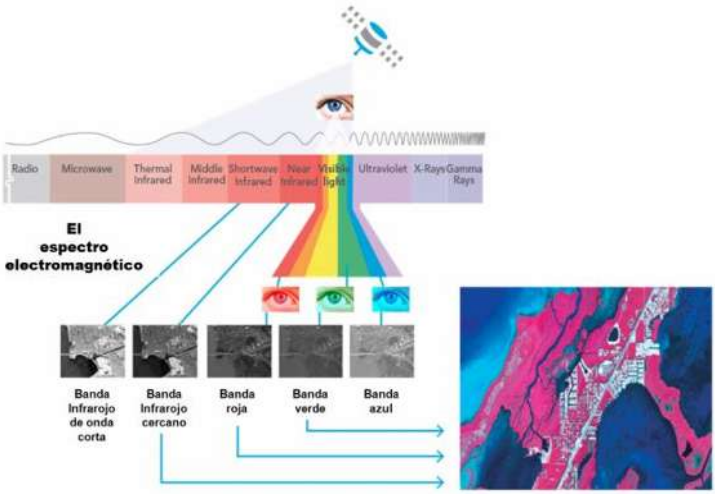 Radio
Microwave
Thermal
Infrared
Middle
Infrared
Shortwave
Infrared
Near
Infrared
Visible
light
Ultraviolet
X-Rays
Gamma
Rays
El
espectro
electromagnético
Banda
Infrarojo
de onda
corta
Banda
Infrarojo
cercano
Banda
roja
Banda
verde
Banda
azul